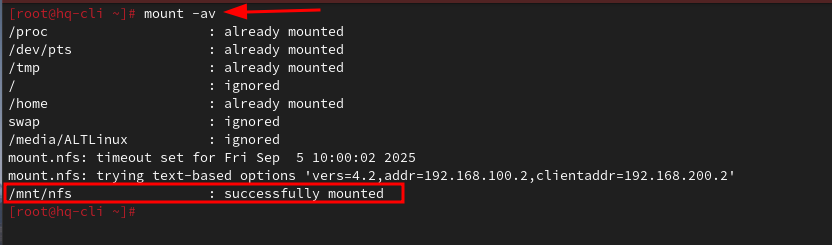 [root@hq-cli ~]# mount -av
/proc                    : already mounted
/dev/pts                 : already mounted
/tmp                     : already mounted
/                        : ignored
/home                    : already mounted
swap                     : ignored
/media/ALTLinux          : ignored
mount.nfs: timeout set for Fri Sep  5 10:00:02 2025
mount.nfs: trying text-based options 'vers=4.2,addr=192.168.100.2,clientaddr=192.168.200.2'
/mnt/nfs                 : successfully mounted
[root@hq-cli ~]#